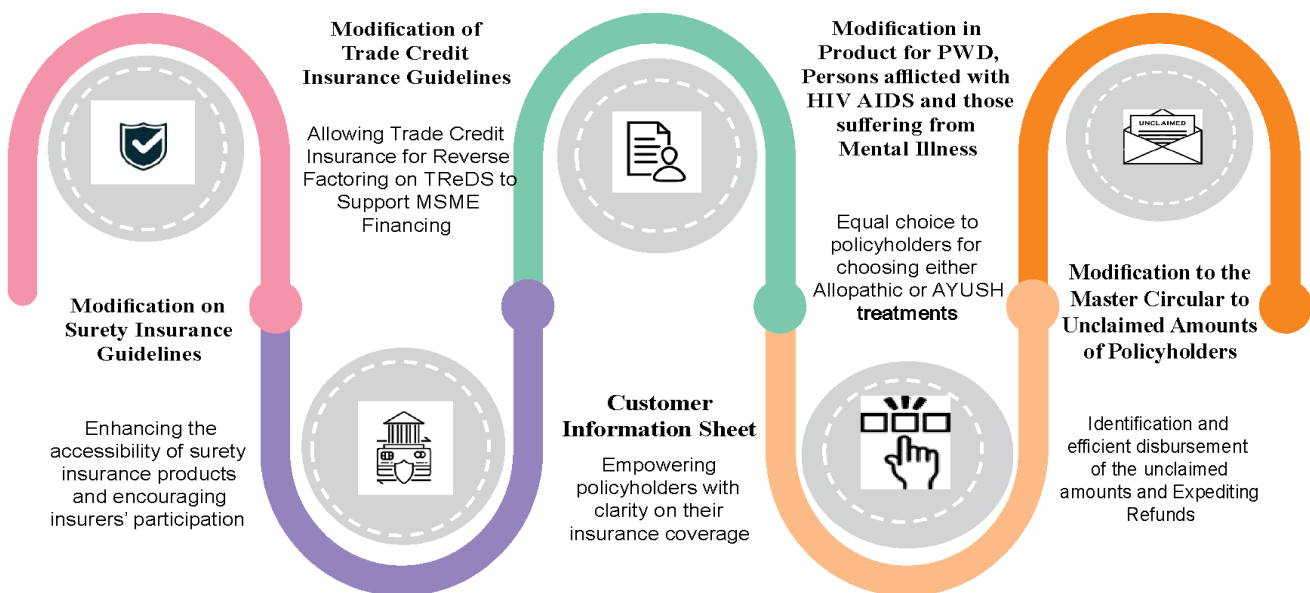 Modification on
Surety Insurance
Guidelines
Enhancing the
accessibility of surety
insurance products
and encouraging
insurers' participation
Modification of
Trade Credit
Insurance Guidelines
Allowing Trade Credit
Insurance for Reverse
Factoring on TReDS to
Support MSME
Financing
Customer
Information Sheet
Empowering
policyholders with
clarity on their
insurance coverage
Modification in
Product for PWD,
Persons afflicted with
HIV AIDS and those
suffering from
Mental Illness
Equal choice to
policyholders for
choosing either
Allopathic or AYUSH
treatments
UNCLAIMED
Modification to the
Master Circular to
Unclaimed Amounts
of Policyholders
Identification and
efficient disbursement
of the unclaimed
amounts and Expediting
Refunds